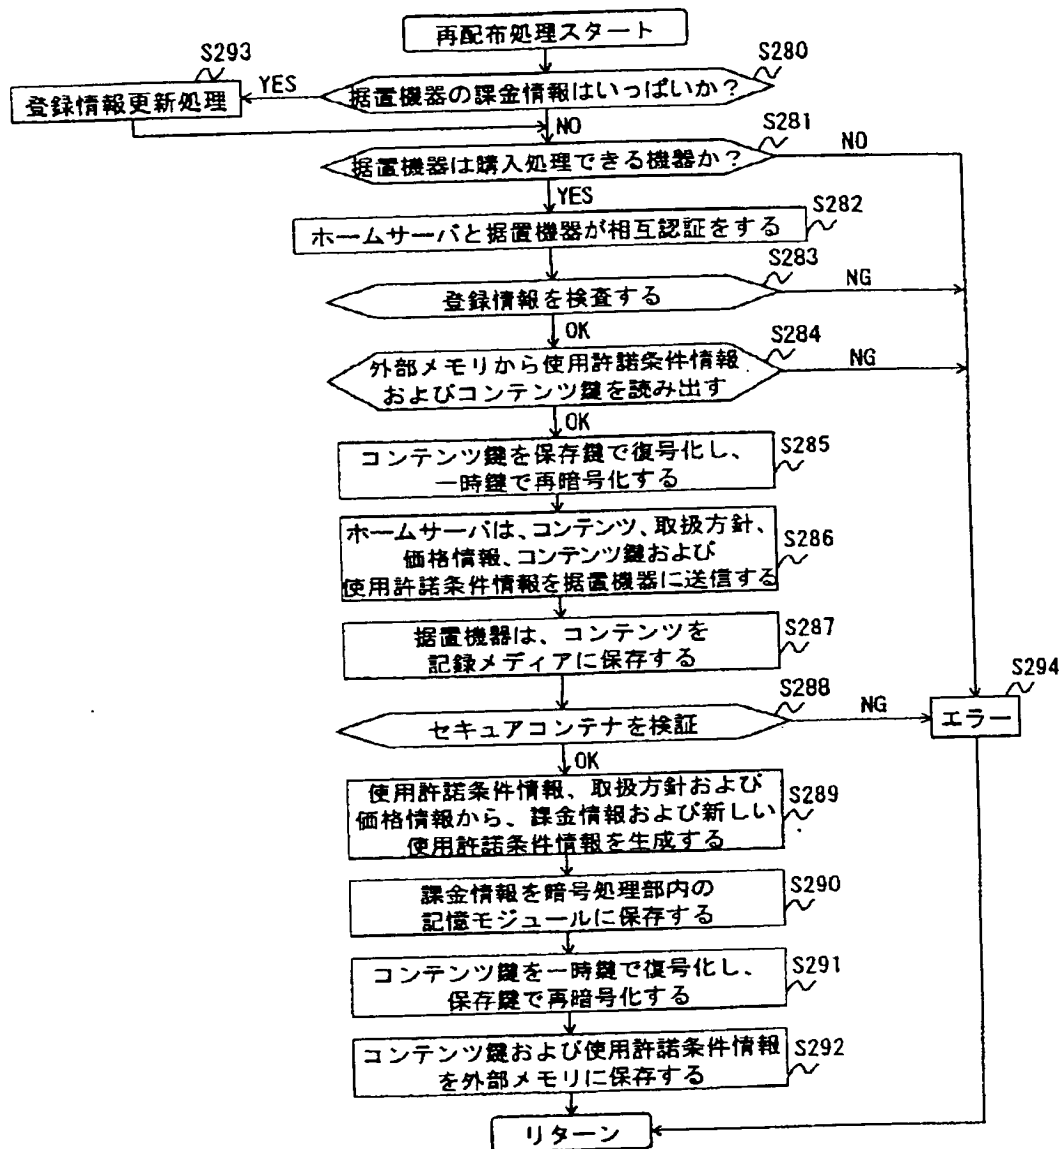 再配布処理スタート
S280
据置機器の課金情報はいっぱいか?
YES
S293
登録情報更新処理
NO
S281
据置機器は購入処理できる機器か?
NO
YES
S282
ホームサーバと据置機器が相互認証をする
S283
登録情報を検査する
NG
OK
S284
外部メモリから使用許諾条件情報
およびコンテンツ鍵を読み出す
NG
OK
S285
コンテンツ鍵を保存鍵で復号化し、
一時鍵で再暗号化する
S286
ホームサーバは、コンテンツ、取扱方針、
価格情報、コンテンツ鍵および
使用許諾条件情報を据置機器に送信する
S287
据置機器は、コンテンツを
記録メディアに保存する
S288
セキュアコンテナを検証
NG
S294
エラー
OK
S289
使用許諾条件情報、取扱方針および
価格情報から、課金情報および新しい
使用許諾条件情報を生成する
S290
課金情報を暗号処理部内の
記憶モジュールに保存する
S291
コンテンツ鍵を一時鍵で復号化し、
保存鍵で再暗号化する
S292
コンテンツ鍵および使用許諾条件情報
を外部メモリに保存する
リターン